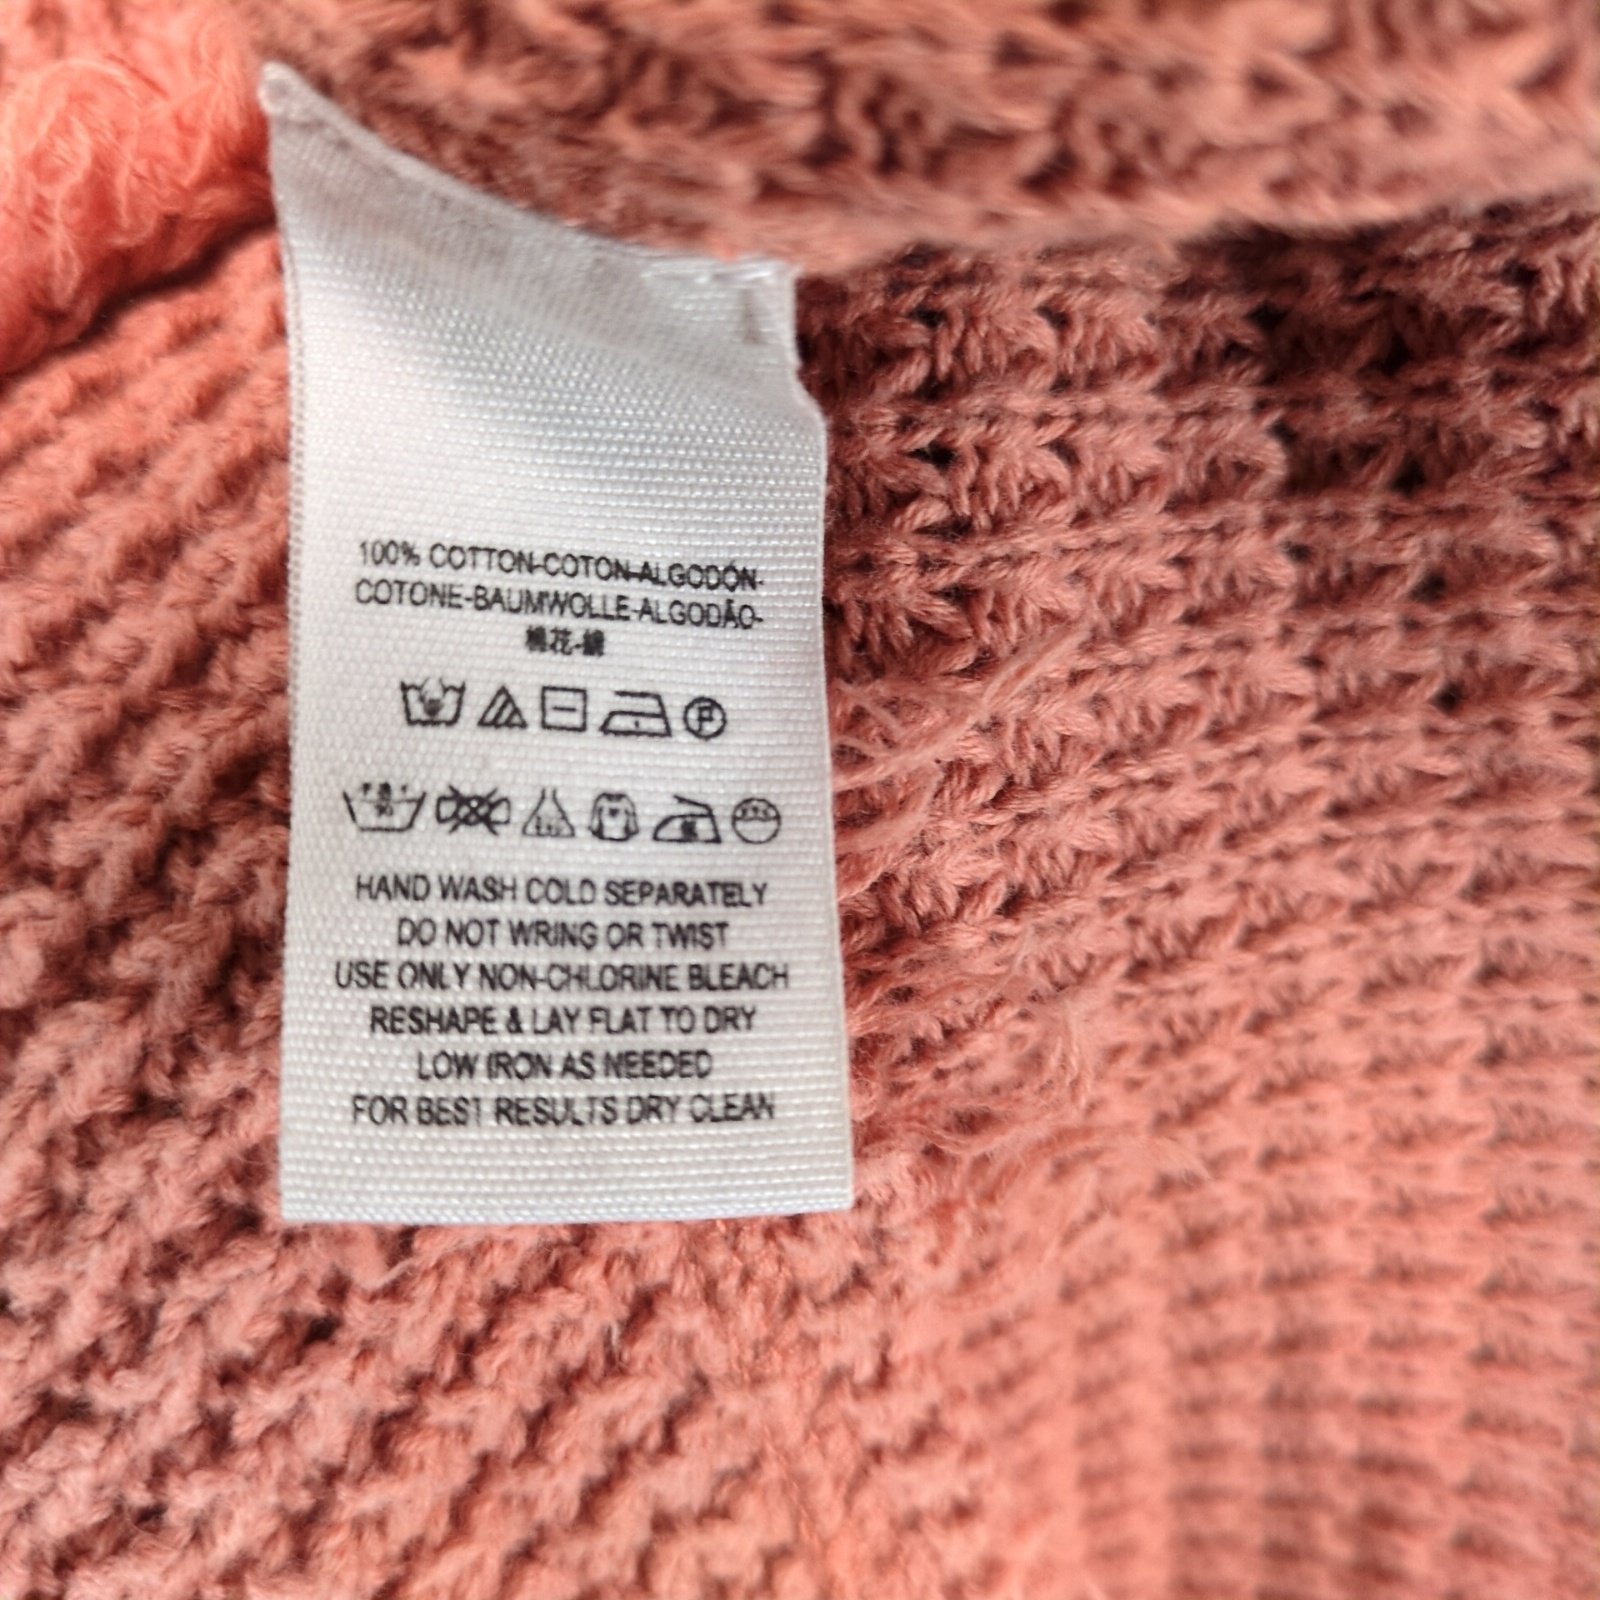 100% COTTON-COTON-ALGODÓN-
COTONE-BAUMWOLLE-ALGODÃO-
棉花-綿
P
HAND WASH COLD SEPARATELY
DO NOT WRING OR TWIST
USE ONLY NON-CHLORINE BLEACH
RESHAPE & LAY FLAT TO DRY
LOW IRON AS NEEDED
FOR BEST RESULTS DRY CLEAN